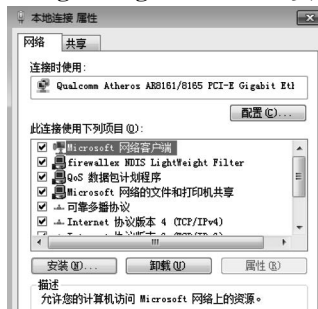 本地连接 属性
网络 共享
连接时使用:
Qualcomm Atheros AR8161/8165 PCI-E Gigabit Etl
配置(C)...
此连接使用下列项目(O):
Microsoft 网络客户端
firewallex NDIS LightWeight Filter
QoS 数据包计划程序
Microsoft 网络的文件和打印机共享
可靠多播协议
Internet 协议版本 4 (TCP/IPv4)
安装(N)... 卸载(U) 属性(R)
描述
允许您的计算机访问 Microsoft 网络上的资源。